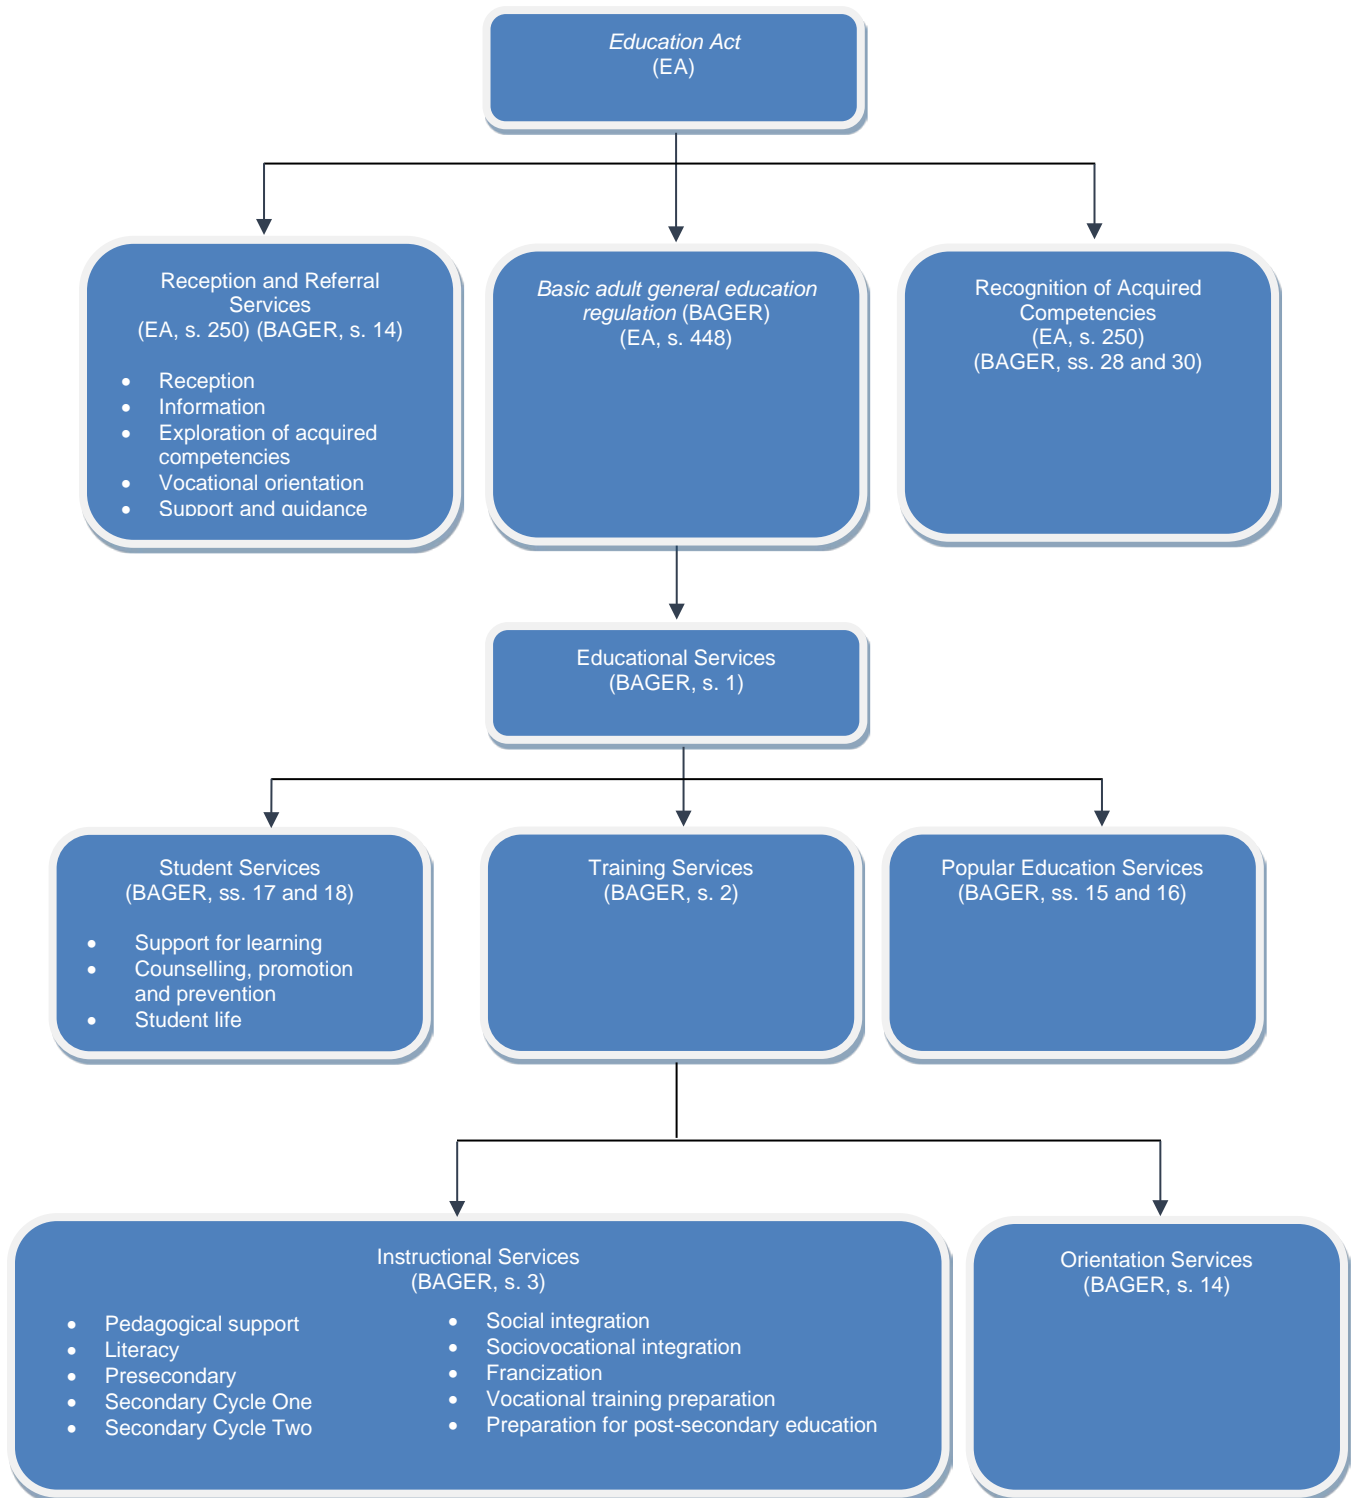 Education Act
(EA)
Reception and Referral
Services
(EA, s. 250) (BAGER, s. 14)
• Reception
• Information
• Exploration of acquired
competencies
• Vocational orientation
• Support and guidance
Basic adult general education
regulation (BAGER)
(EA, s. 448)
Recognition of Acquired
Competencies
(EA, s. 250)
(BAGER, ss. 28 and 30)
Educational Services
(BAGER, s. 1)
Student Services
(BAGER, ss. 17 and 18)
• Support for learning
• Counselling, promotion
and prevention
• Student life
Training Services
(BAGER, s. 2)
Popular Education Services
(BAGER, ss. 15 and 16)
Instructional Services
(BAGER, s. 3)
• Pedagogical support
• Literacy
• Presecondary
• Secondary Cycle One
• Secondary Cycle Two
• Social integration
• Sociovocational integration
• Francization
• Vocational training preparation
• Preparation for post-secondary education
Orientation Services
(BAGER, s. 14)